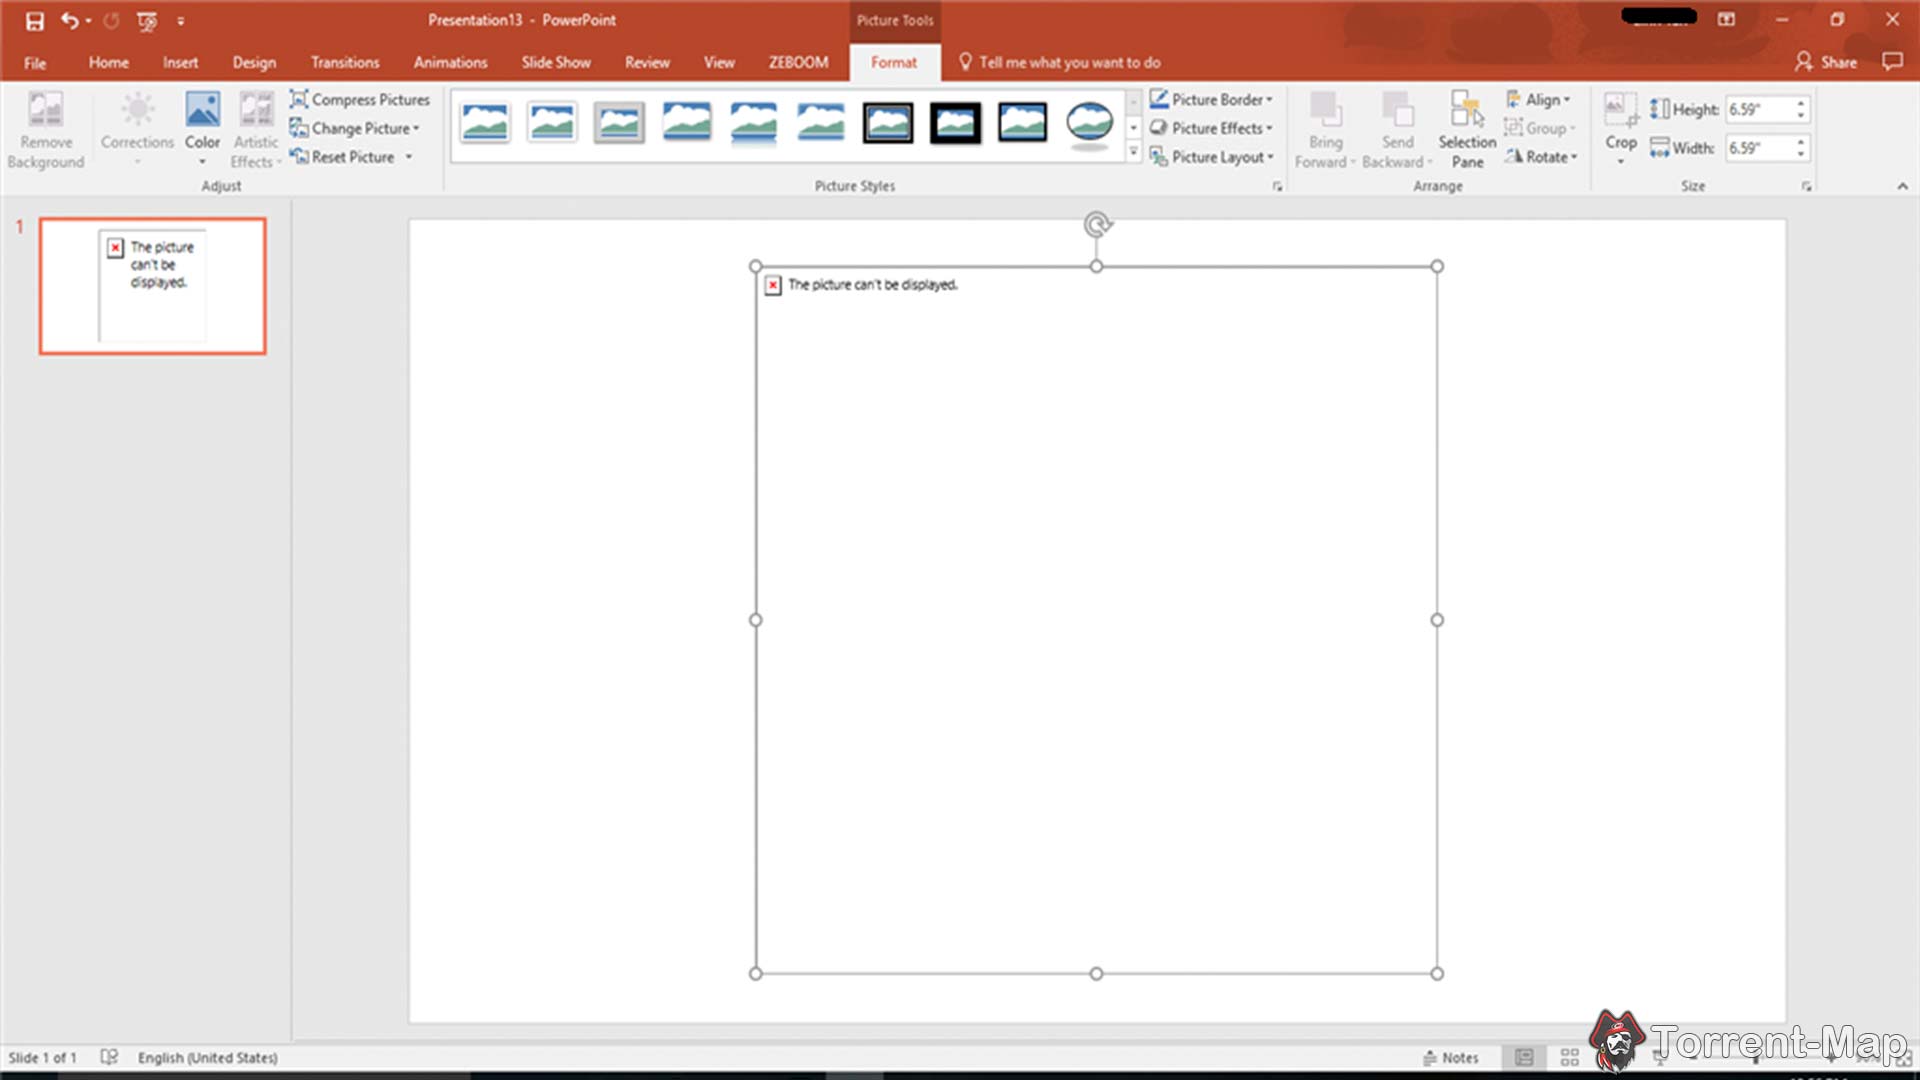 Presentation13 - PowerPoint
Picture Tools
File
Home
Insert
Design
Transitions
Animations
Slide Show
Review
View
ZEBOOM
Format
Tell me what you want to do
Share
Remove Background
Corrections
Color
Artistic Effects
Compress Pictures
Change Picture
Reset Picture
Adjust
Picture Styles
Picture Border
Picture Effects
Picture Layout
Bring Forward
Send Backward
Selection Pane
Align
Group
Rotate
Arrange
Crop
Height: 6.59"
Width: 6.59"
Size
1
The picture
can't be
displayed.
The picture can't be displayed.
Slide 1 of 1
English (United States)
Notes
Torrent-Map